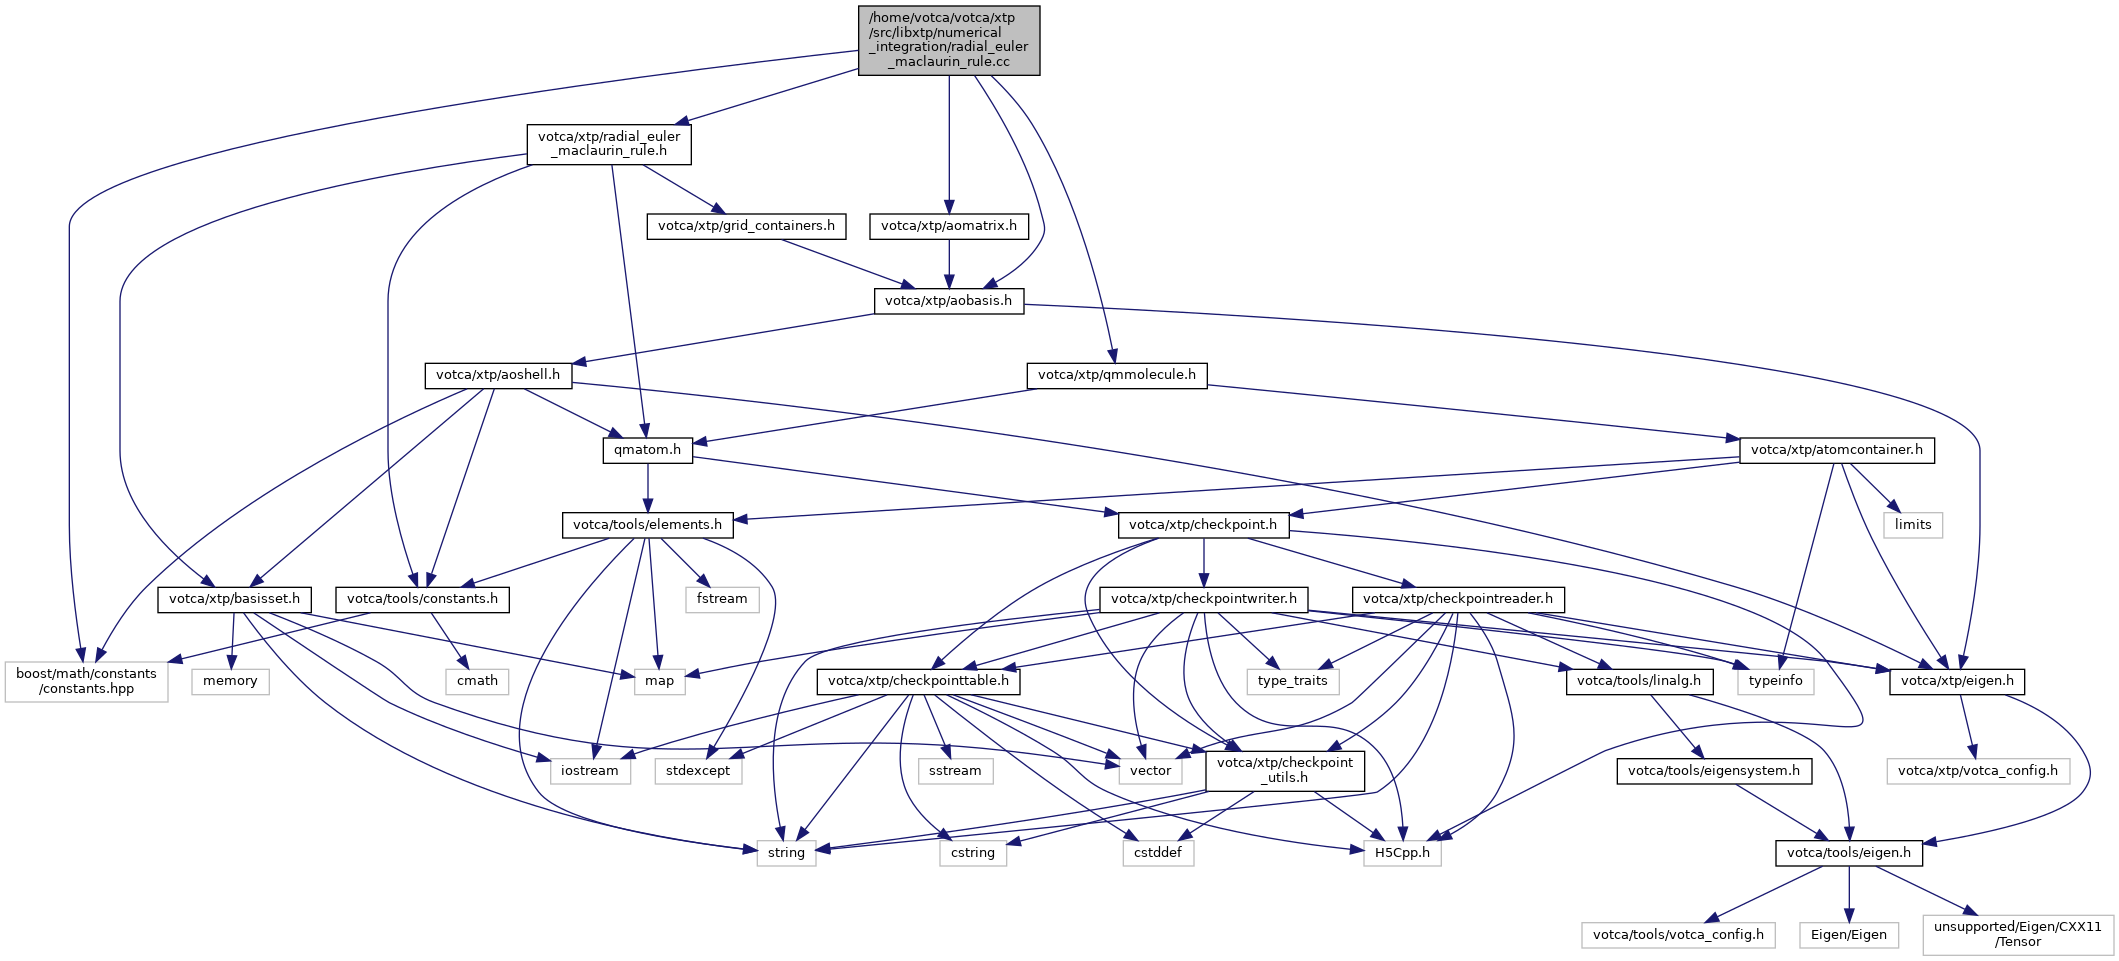 /home/votca/votca/xtp
/src/libxtp/numerical
_integration/radial_euler
_maclaurin_rule.cc
votca/xtp/radial_euler
_maclaurin_rule.h
votca/xtp/grid_containers.h
votca/xtp/aomatrix.h
votca/xtp/aobasis.h
votca/xtp/aoshell.h
votca/xtp/qmmolecule.h
qmatom.h
votca/xtp/atomcontainer.h
votca/tools/elements.h
votca/xtp/checkpoint.h
limits
votca/xtp/basisset.h
votca/tools/constants.h
fstream
votca/xtp/checkpointwriter.h
votca/xtp/checkpointreader.h
boost/math/constants
/constants.hpp
memory
cmath
map
votca/xtp/checkpointtable.h
type_traits
votca/tools/linalg.h
typeinfo
votca/xtp/eigen.h
iostream
stdexcept
sstream
vector
votca/xtp/checkpoint
_utils.h
votca/tools/eigensystem.h
votca/xtp/votca_config.h
string
cstring
cstddef
H5Cpp.h
votca/tools/eigen.h
votca/tools/votca_config.h
Eigen/Eigen
unsupported/Eigen/CXX11
/Tensor